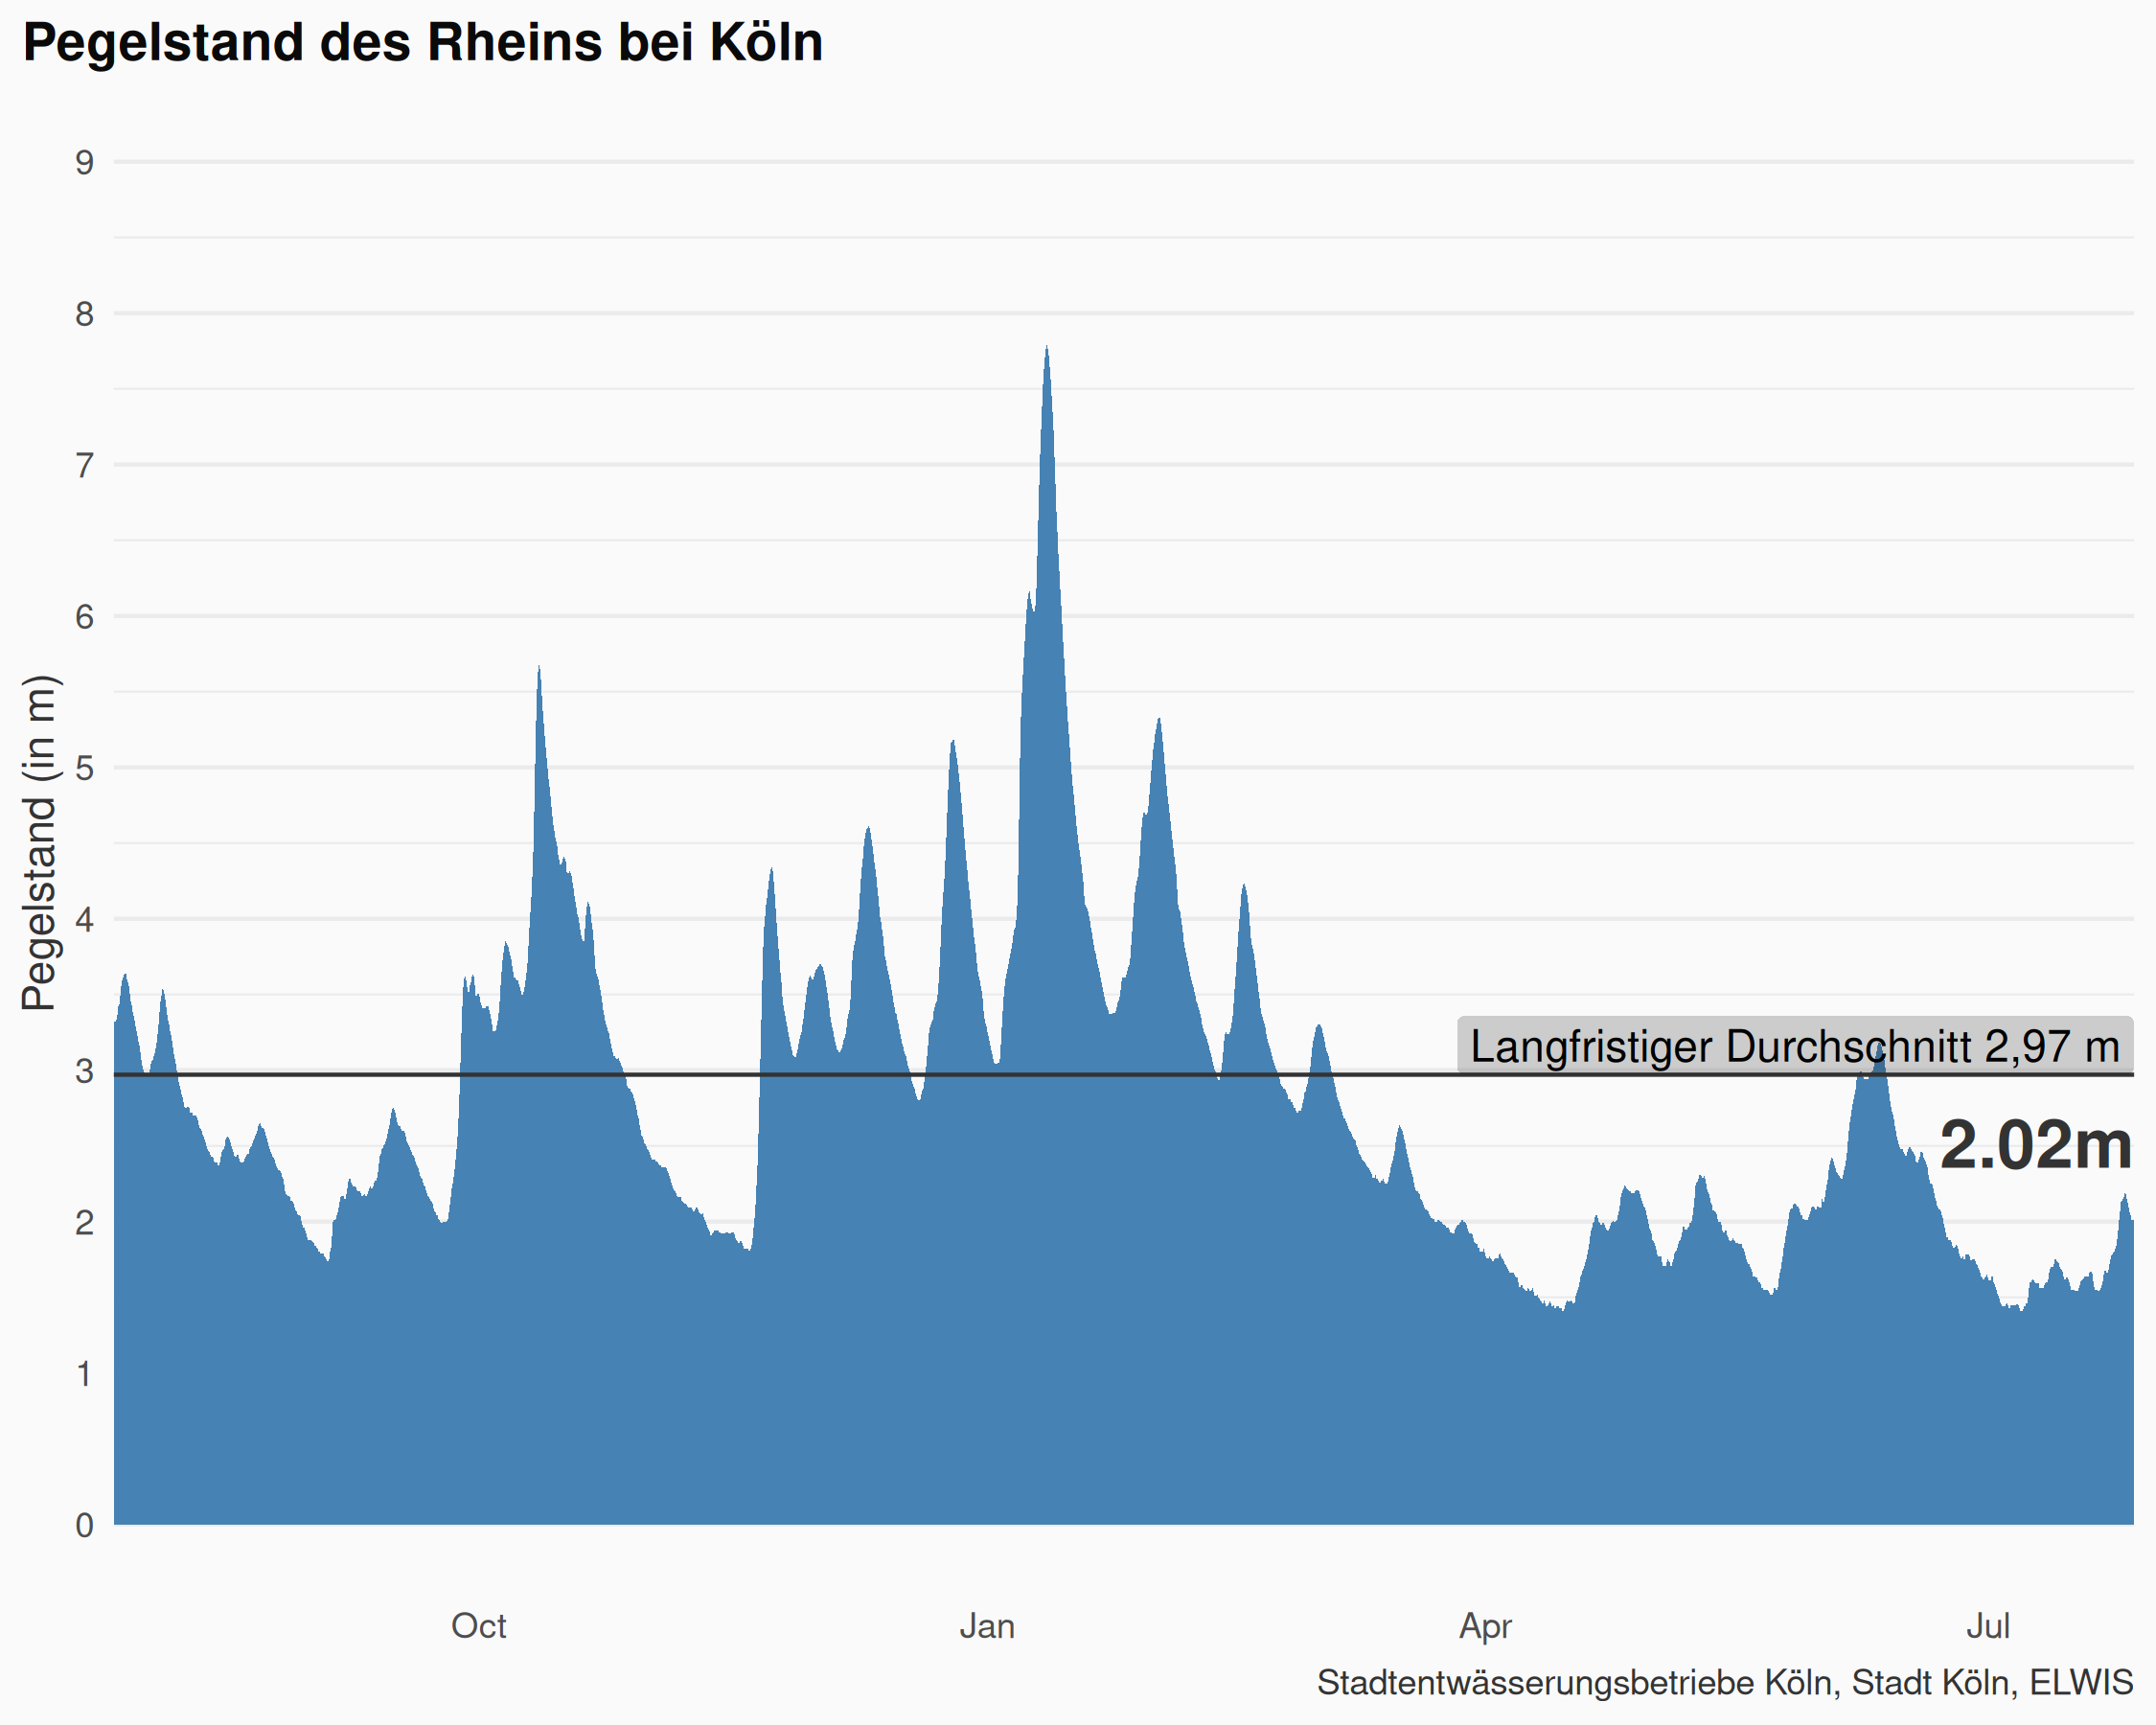 Pegelstand des Rheins bei Köln
Pegelstand (in m)
9
8
7
6
5
4
3
2
1
0
Langfristiger Durchschnitt 2,97 m
2.02m
Oct Jan Apr Jul
Stadtentwässerungsbetriebe Köln, Stadt Köln, ELWIS